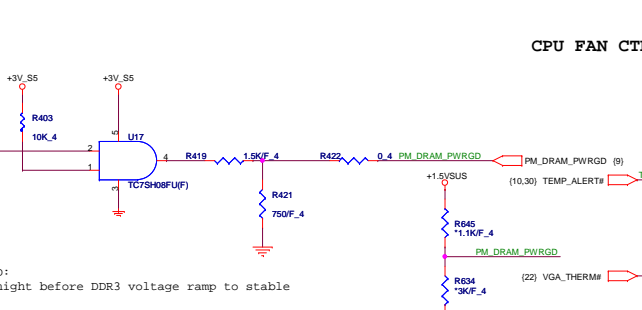 CPU FAN CT
+3V_S5
+3V_S5
R403
10K_4
U17
5
2
1
4
3
TC7SH08FU(F)
R419
1.5K/F_4
R422
0_4
PM_DRAM_PWRGD
PM_DRAM_PWRGD {9}
R421
750/F_4
+1.5VSUS
{10,30} TEMP_ALERT#
R645
*1.1K/F_4
PM_DRAM_PWRGD
R634
*3K/F_4
{22} VGA_THERM#
might before DDR3 voltage ramp to stable